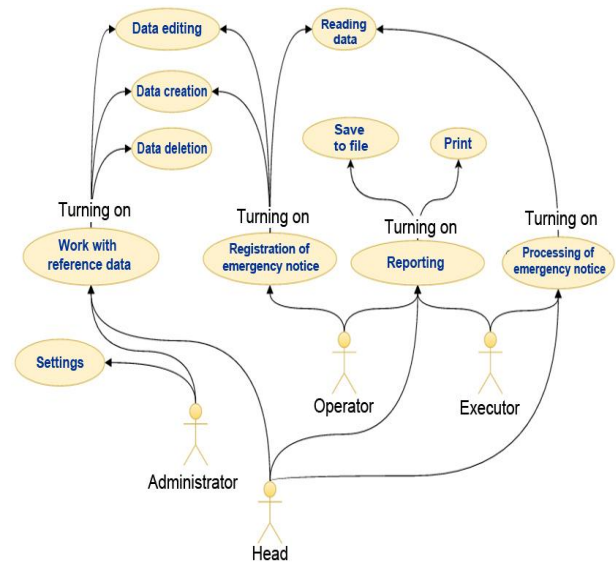 Data editing
Reading
data
Data creation
Save
to file
Print
Data deletion
Turning on
Turning on
Turning on
Turning on
Work with
reference data
Registration of
emergency notice
Reporting
Processing of
emergency notice
Settings
Operator
Executor
Administrator
Head